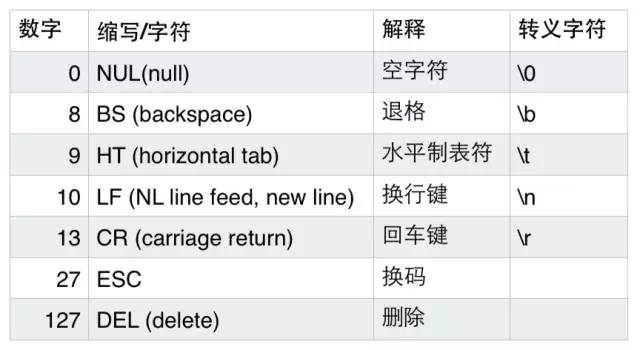 数字 缩写/字符 解释 转义字符
0 NUL(null) 空字符 \0
8 BS (backspace) 退格 \b
9 HT (horizontal tab) 水平制表符 \t
10 LF (NL line feed, new line) 换行键 \n
13 CR (carriage return) 回车键 \r
27 ESC 换码
127 DEL (delete) 删除